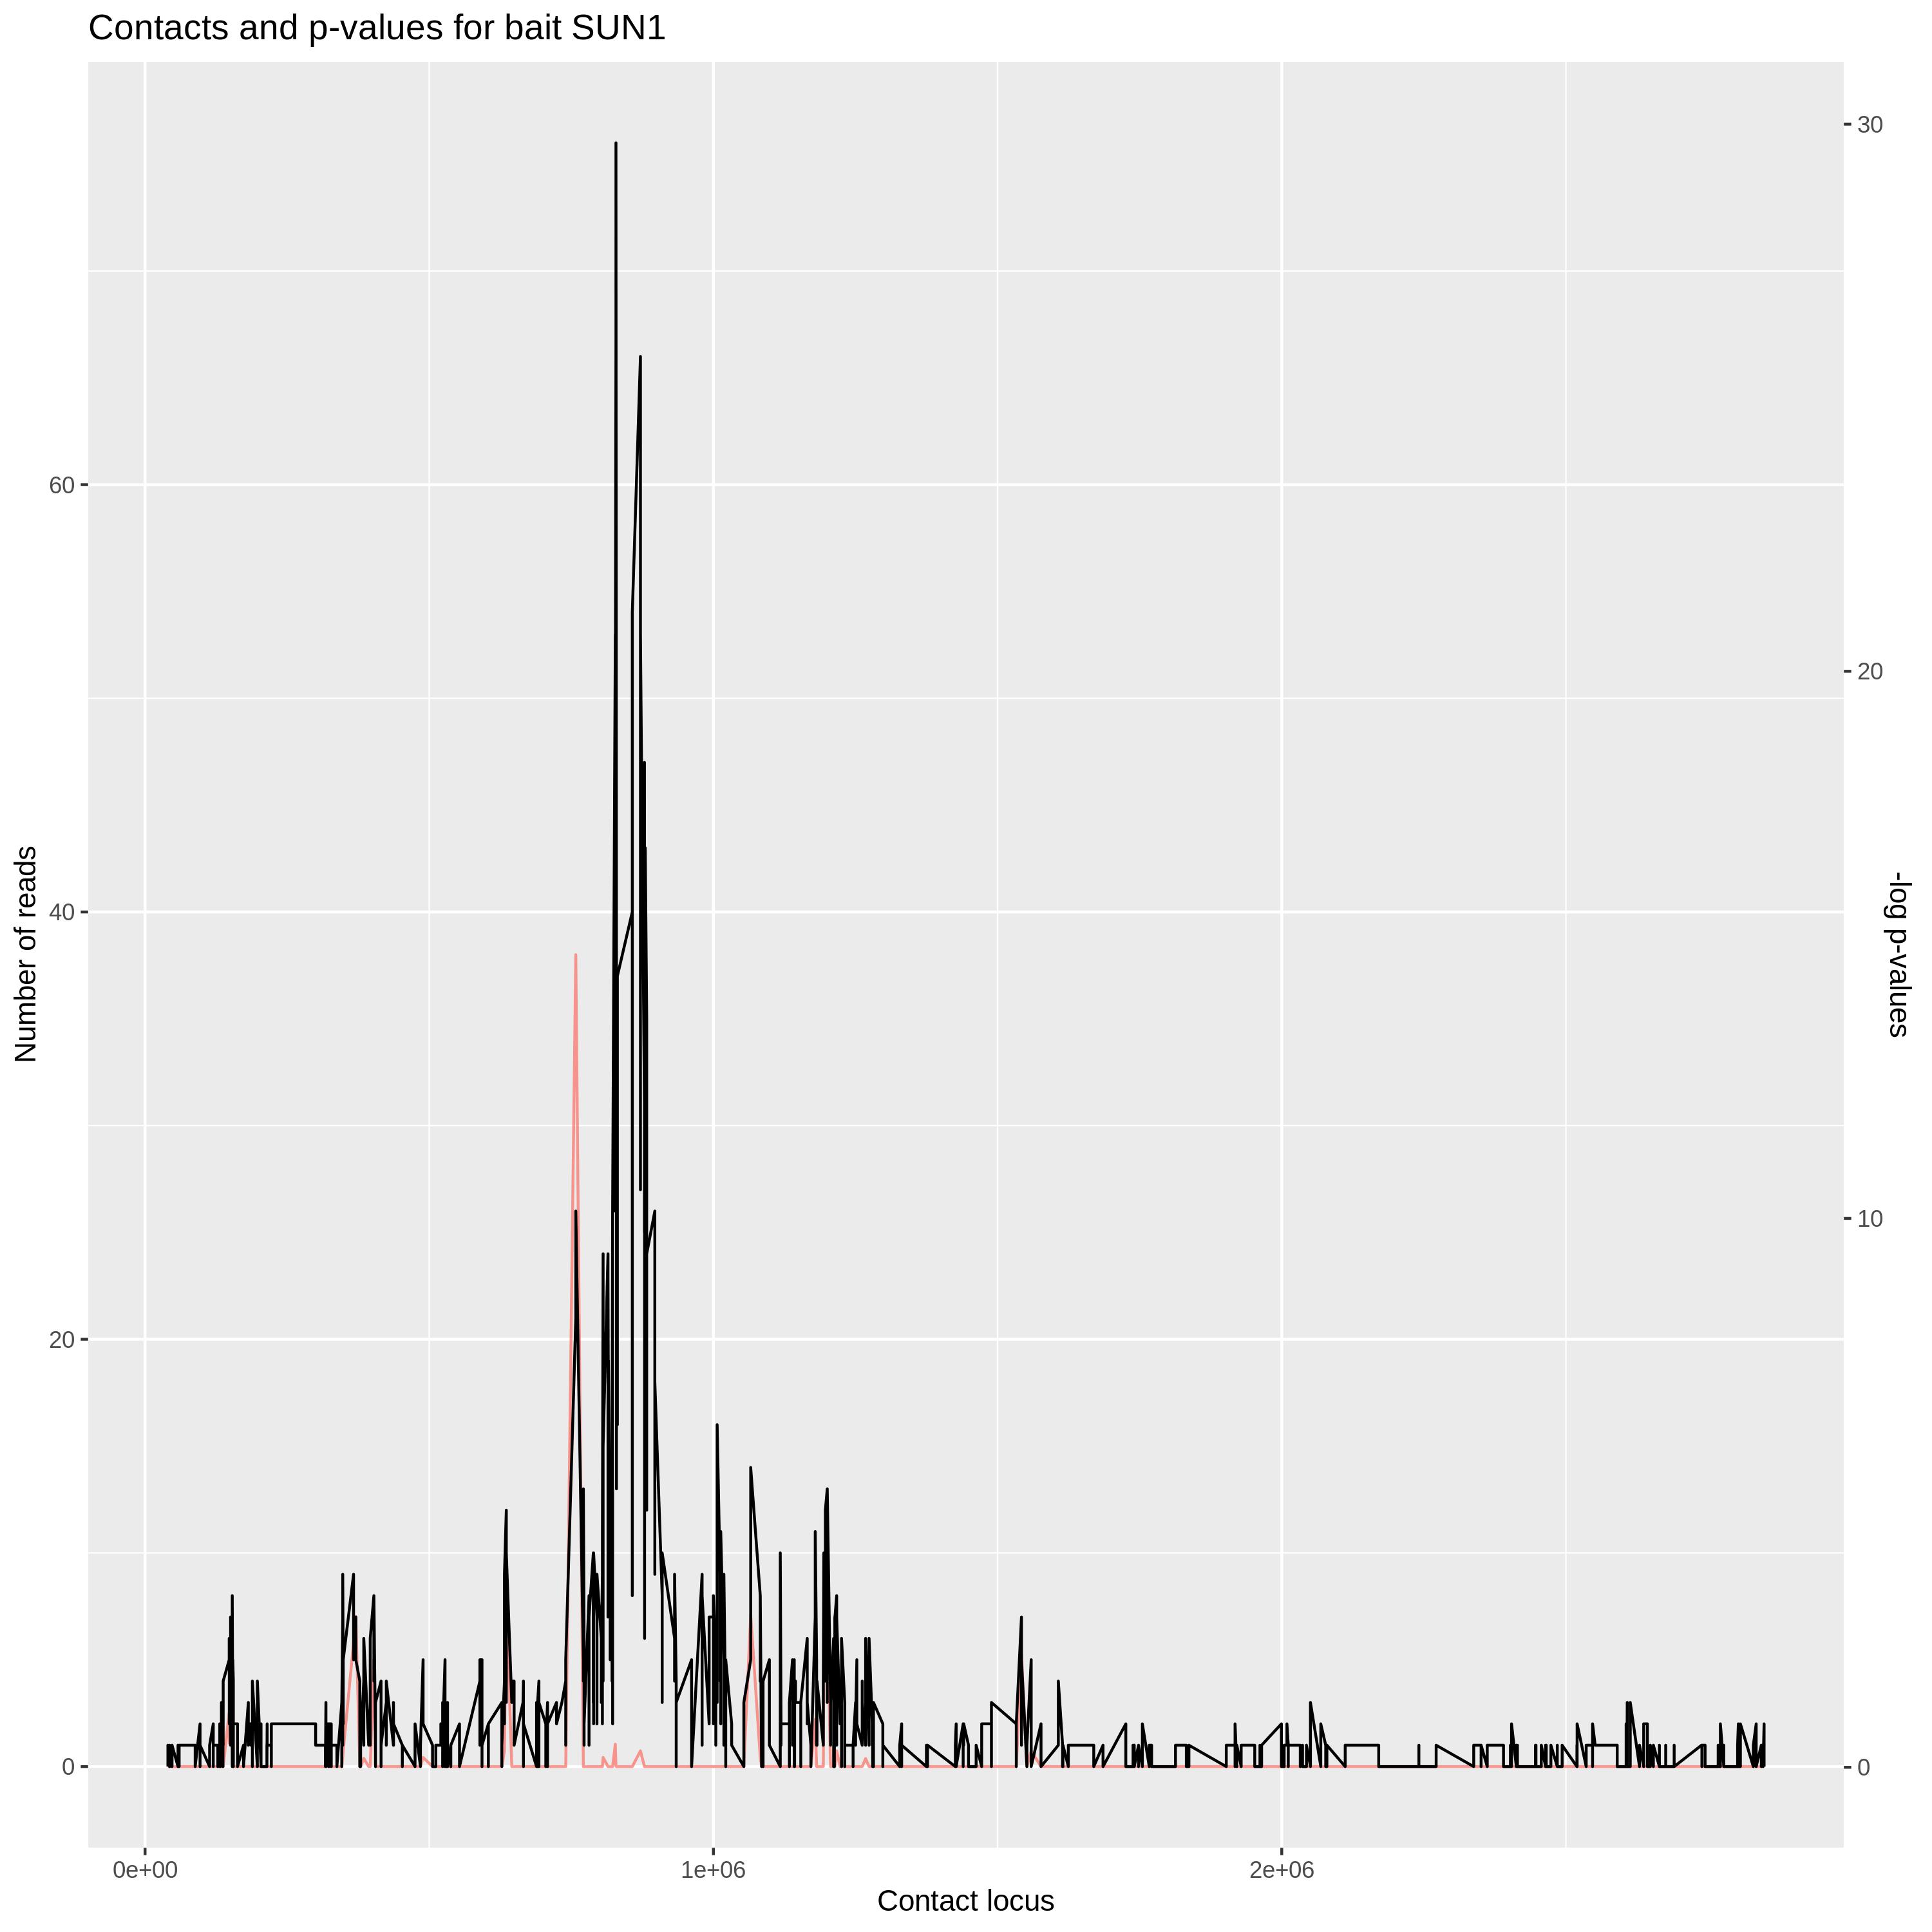 Contacts and p-values for bait SUN1
Number of reads
60
40
20
0
30
20
10
0
-log p-values
0e+00
1e+06
2e+06
Contact locus